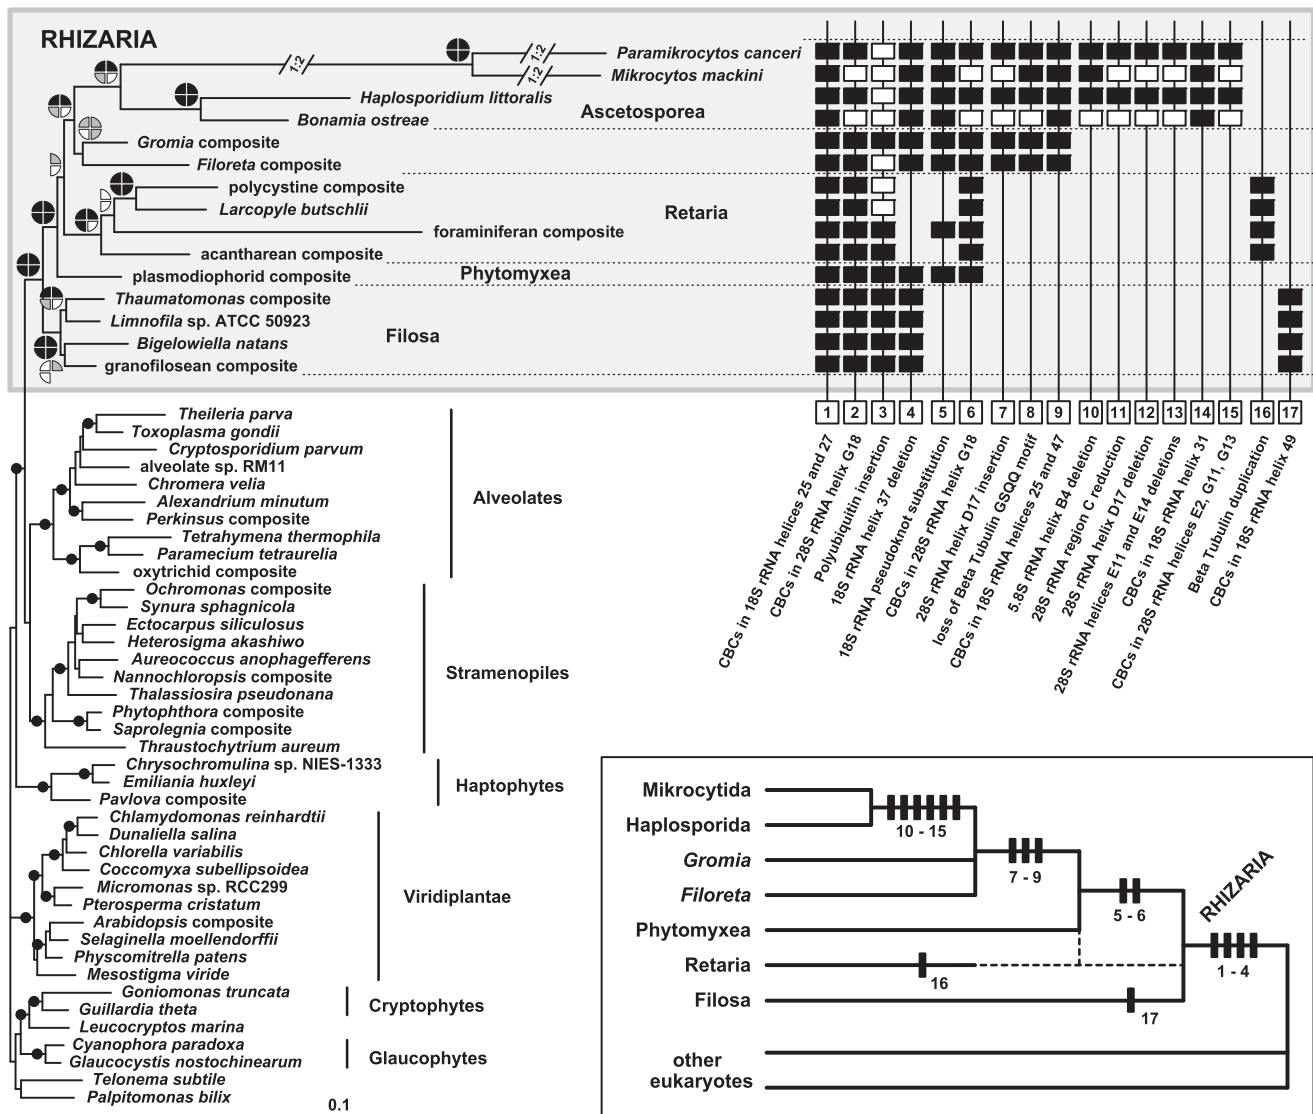 RHIZARIA
1:2
1:2
1:2
Paramikrocytos canceri
Mikrocytos mackini
Haplosporidium littoralis
Bonamia ostreae
Ascetosporea
Gromia composite
Filoreta composite
polycystine composite
Larcopyle butschlii
Retaria
foraminiferan composite
acantharean composite
plasmodiophorid composite
Phytomyxea
Thaumatomonas composite
Limnofila sp. ATCC 50923
Filosa
Bigelowiella natans
granofilosean composite
1 2 3 4 5 6 7 8 9 10 11 12 13 14 15 16 17
CBCs in 18S rRNA helices 25 and 27
CBCs in 28S rRNA helix G18
Polyubiquitin insertion
18S rRNA helix 37 deletion
18S rRNA pseudoknot substitution
CBCs in 28S rRNA helix G18
28S rRNA helix D17 insertion
loss of Beta Tubulin GSQQ motif
CBCs in 18S rRNA helices 25 and 47
5.8S rRNA helix B4 deletion
28S rRNA region C reduction
28S rRNA helix D17 deletion
28S rRNA helices E11 and E14 deletions
CBCs in 18S rRNA helix 31
CBCs in 28S rRNA helices E2, G11, G13
Beta Tubulin duplication
CBCs in 18S rRNA helix 49
Theileria parva
Toxoplasma gondii
Cryptosporidium parvum
alveolate sp. RM11
Chromera velia
Alexandrium minutum
Perkinsus composite
Tetrahymena thermophila
Paramecium tetraurelia
oxytrichid composite
Alveolates
Ochromonas composite
Synura sphagnicola
Ectocarpus siliculosus
Heterosigma akashiwo
Aureococcus anophagefferens
Nannochloropsis composite
Thalassiosira pseudonana
Phytophthora composite
Saprolegnia composite
Thraustochytrium aureum
Stramenopiles
Chrysochromulina sp. NIES-1333
Emiliania huxleyi
Pavlova composite
Haptophytes
Chlamydomonas reinhardtii
Dunaliella salina
Chlorella variabilis
Coccomyxa subellipsoidea
Micromonas sp. RCC299
Pterosperma cristatum
Arabidopsis composite
Selaginella moellendorffii
Physcomitrella patens
Mesostigma viride
Viridiplantae
Goniomonas truncata
Guillardia theta
Leucocryptos marina
Cryptophytes
Cyanophora paradoxa
Glaucocystis nostochinearum
Glaucophytes
Telonema subtile
Palpitomonas bilix
0.1
Mikrocytida
Haplosporida
Gromia
Filoreta
Phytomyxea
Retaria
Filosa
other
eukaryotes
10 - 15
7 - 9
5 - 6
RHIZARIA
1 - 4
16
17